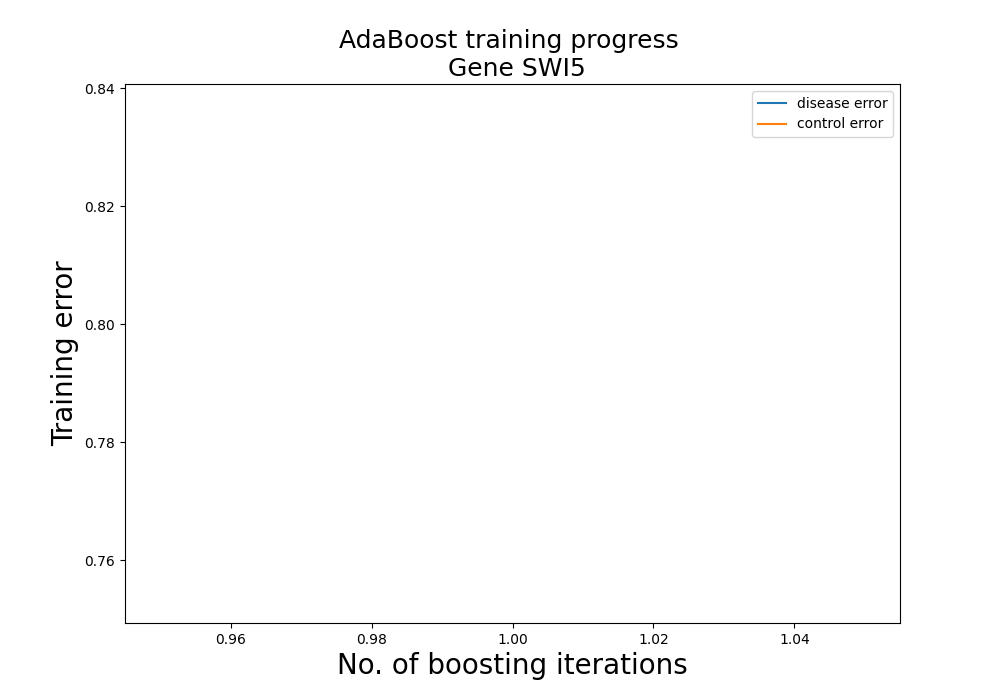 AdaBoost training progress
Gene SWI5
disease error
control error
0.84
0.82
0.80
0.78
0.76
Training error
0.96
0.98
1.00
1.02
1.04
No. of boosting iterations